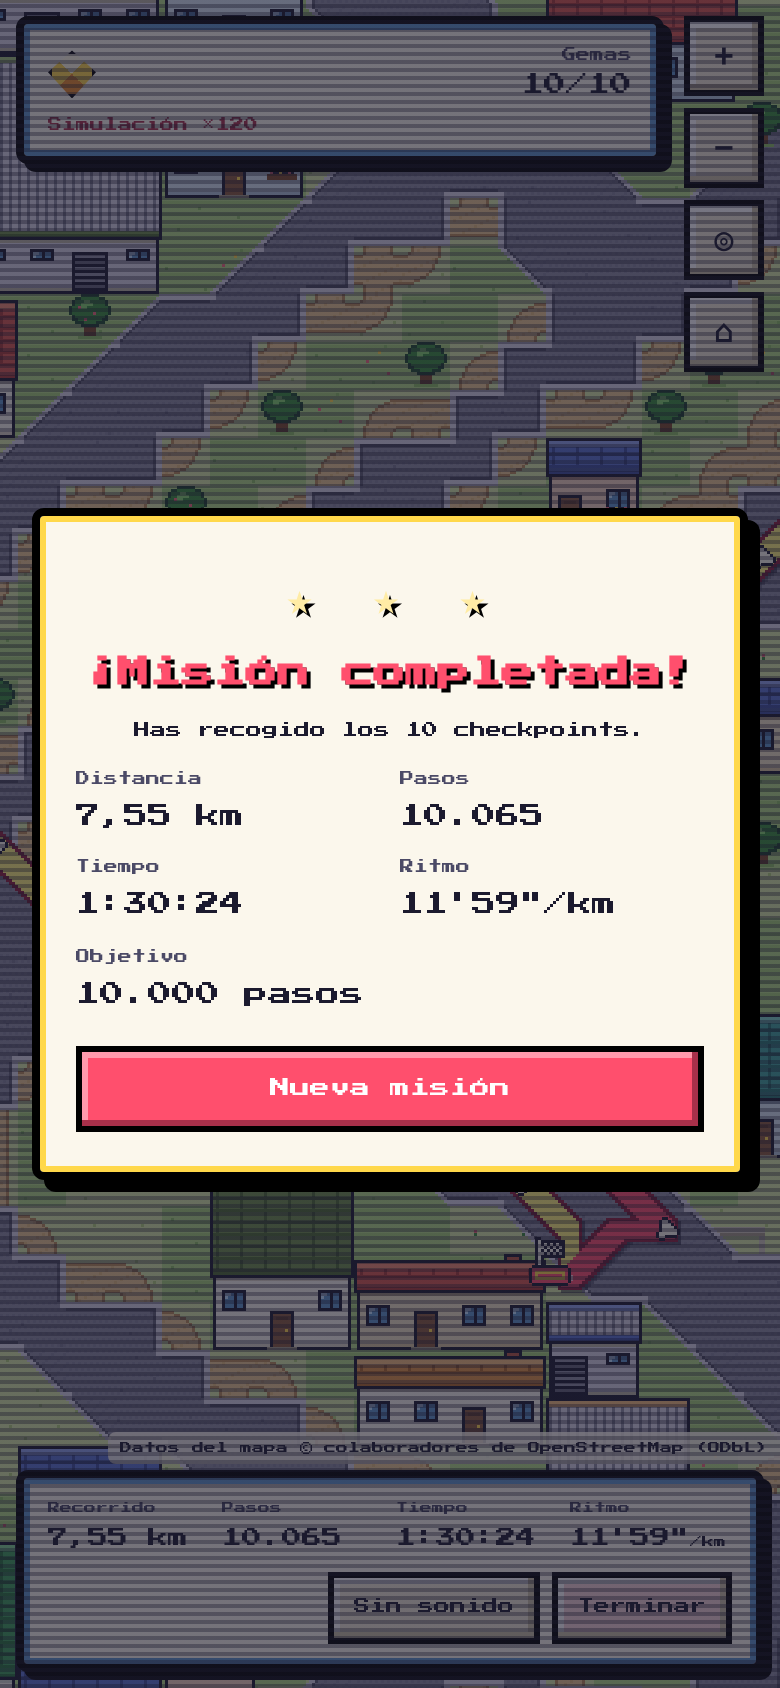 Gemas
10/10
Simulación ×120
+
−
¡Misión completada!
Has recogido los 10 checkpoints.
Distancia Pasos
7,55 km 10.065
Tiempo Ritmo
1:30:24 11'59"/km
Objetivo
10.000 pasos
Nueva misión
Datos del mapa © colaboradores de OpenStreetMap (ODbL)
Recorrido Pasos Tiempo Ritmo
7,55 km 10.065 1:30:24 11'59"/km
Sin sonido Terminar